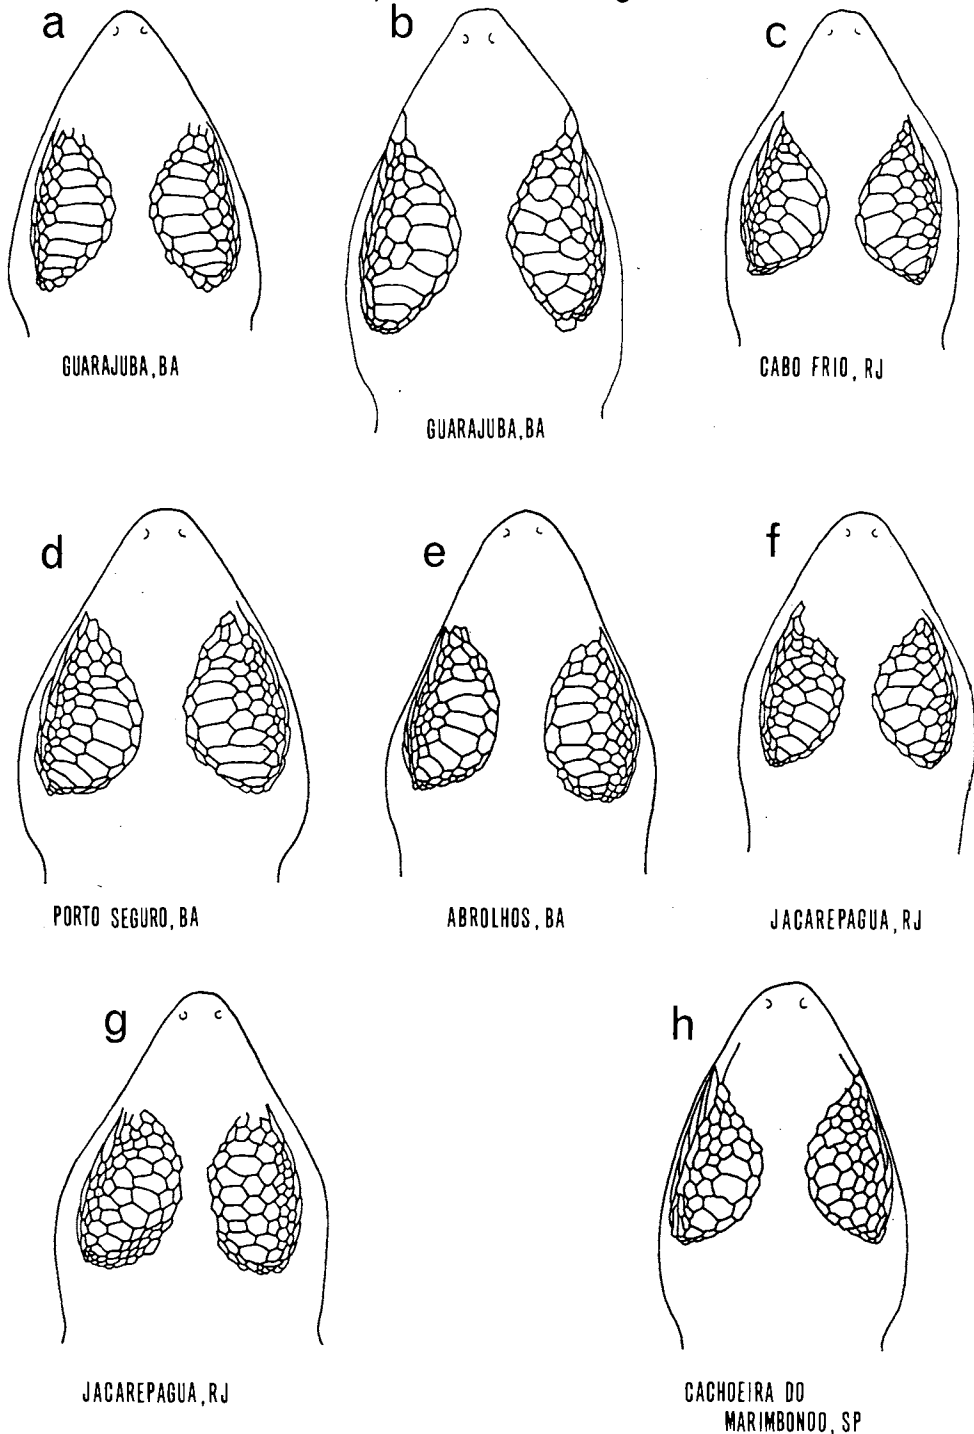 a
b
c
GUARAJUBA, BA
GUARAJUBA, BA
CABO FRIO, RJ
d
e
f
PORTO SEGURO, BA
ABROLHOS, BA
JACAREPAGUA, RJ
g
h
JACAREPAGUA, RJ
CACHOEIRA DO
MARIMBONDO, SP